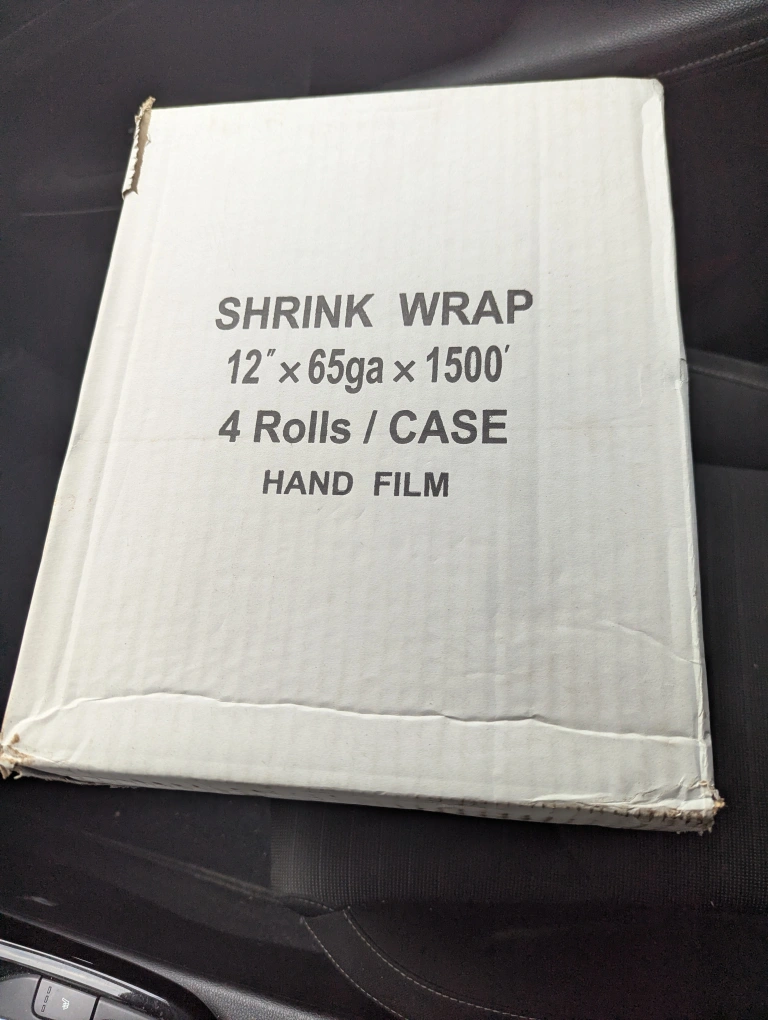 SHRINK WRAP
12″ × 65ga × 1500′
4 Rolls / CASE
HAND FILM